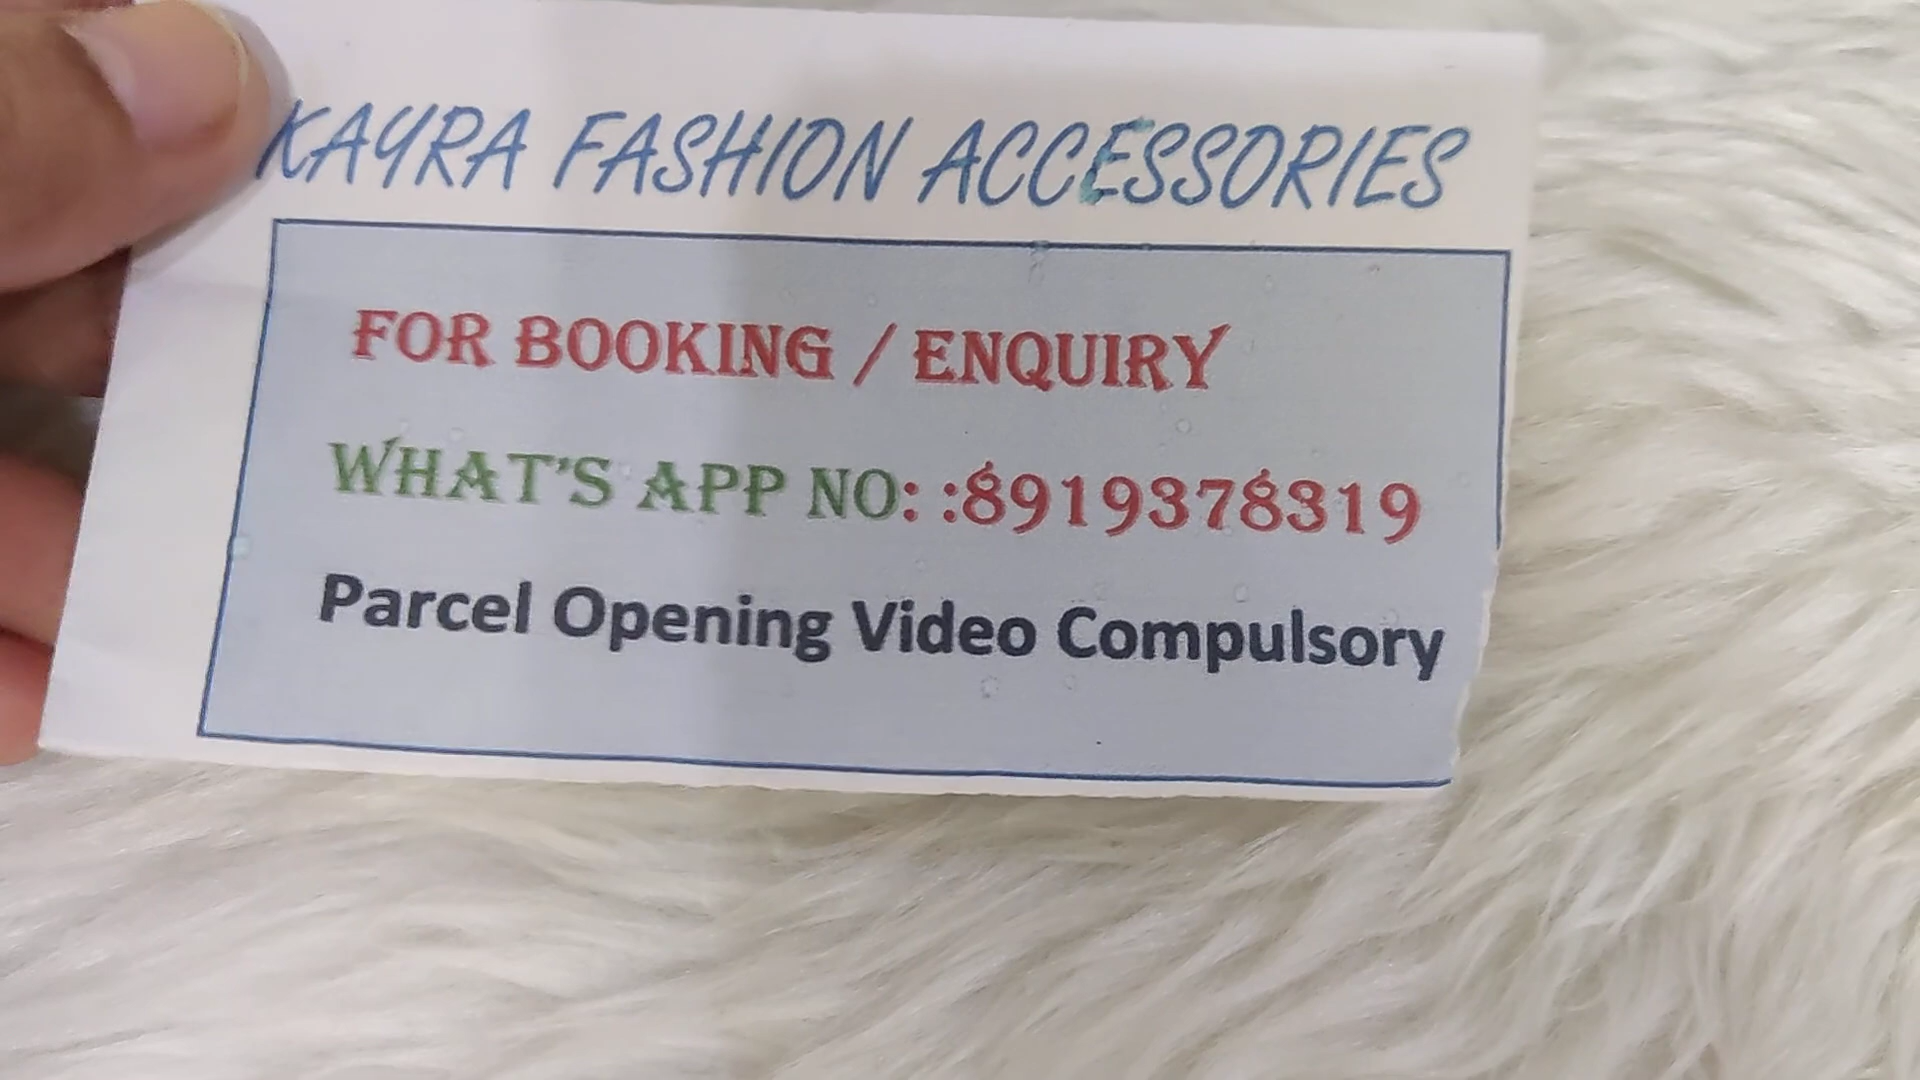 KAYRA FASHION ACCESSORIES
FOR BOOKING / ENQUIRY
WHAT'S APP NO: :8919378319
Parcel Opening Video Compulsory